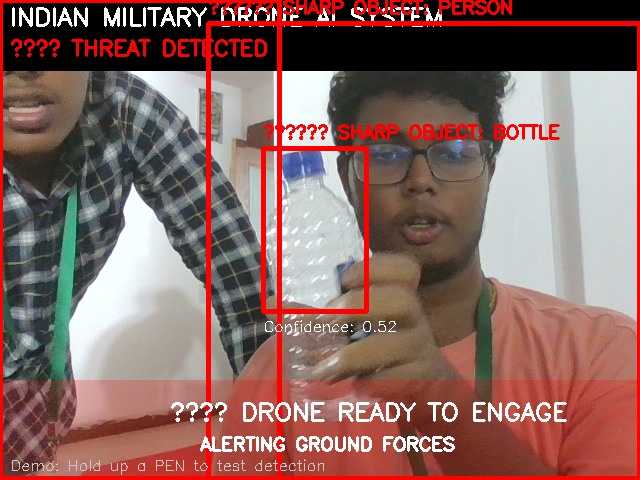 INDIAN MILITARY DRONE AI SYSTEM
?????? SHARP OBJECT: PERSON
???? THREAT DETECTED
?????? SHARP OBJECT: BOTTLE
Confidence: 0.52
???? DRONE READY TO ENGAGE
ALERTING GROUND FORCES
Demo: Hold up a PEN to test detection